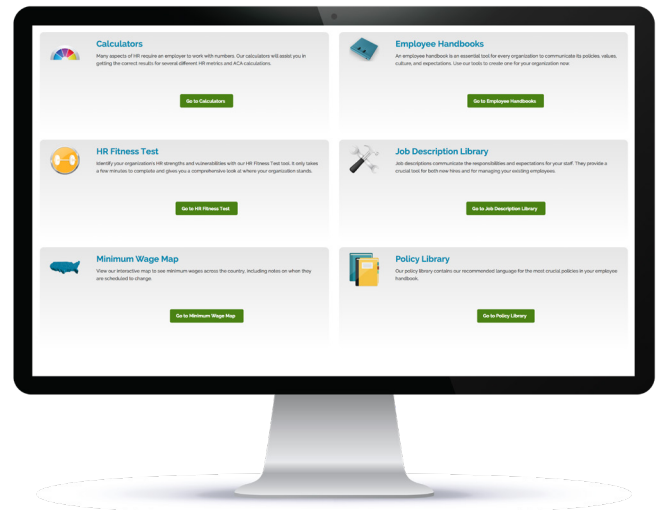 Calculators
Many aspects of HR require an employer to work with numbers. Our calculators will assist you in
getting the correct results for several different HR metrics and ACA calculations.
Go to Calculators
Employee Handbooks
An employee handbook is an essential tool for every organization to communicate its policies, values,
culture, and expectations. Use our tools to create one for your organization now.
Go to Employee Handbooks
HR Fitness Test
Identify your organization's HR strengths and vulnerabilities with our HR Fitness Test tool. It only takes
a few minutes to complete and gives you a comprehensive look at where your organization stands.
Go to HR Fitness Test
Job Description Library
Job descriptions communicate the responsibilities and expectations for your staff. They provide a
crucial tool for both new hires and for managing your existing employees.
Go to Job Description Library
Minimum Wage Map
View our interactive map to see minimum wages across the country, including notes on when they
are scheduled to change.
Go to Minimum Wage Map
Policy Library
Our policy library contains our recommended language for the most crucial policies in your employee
handbook.
Go to Policy Library